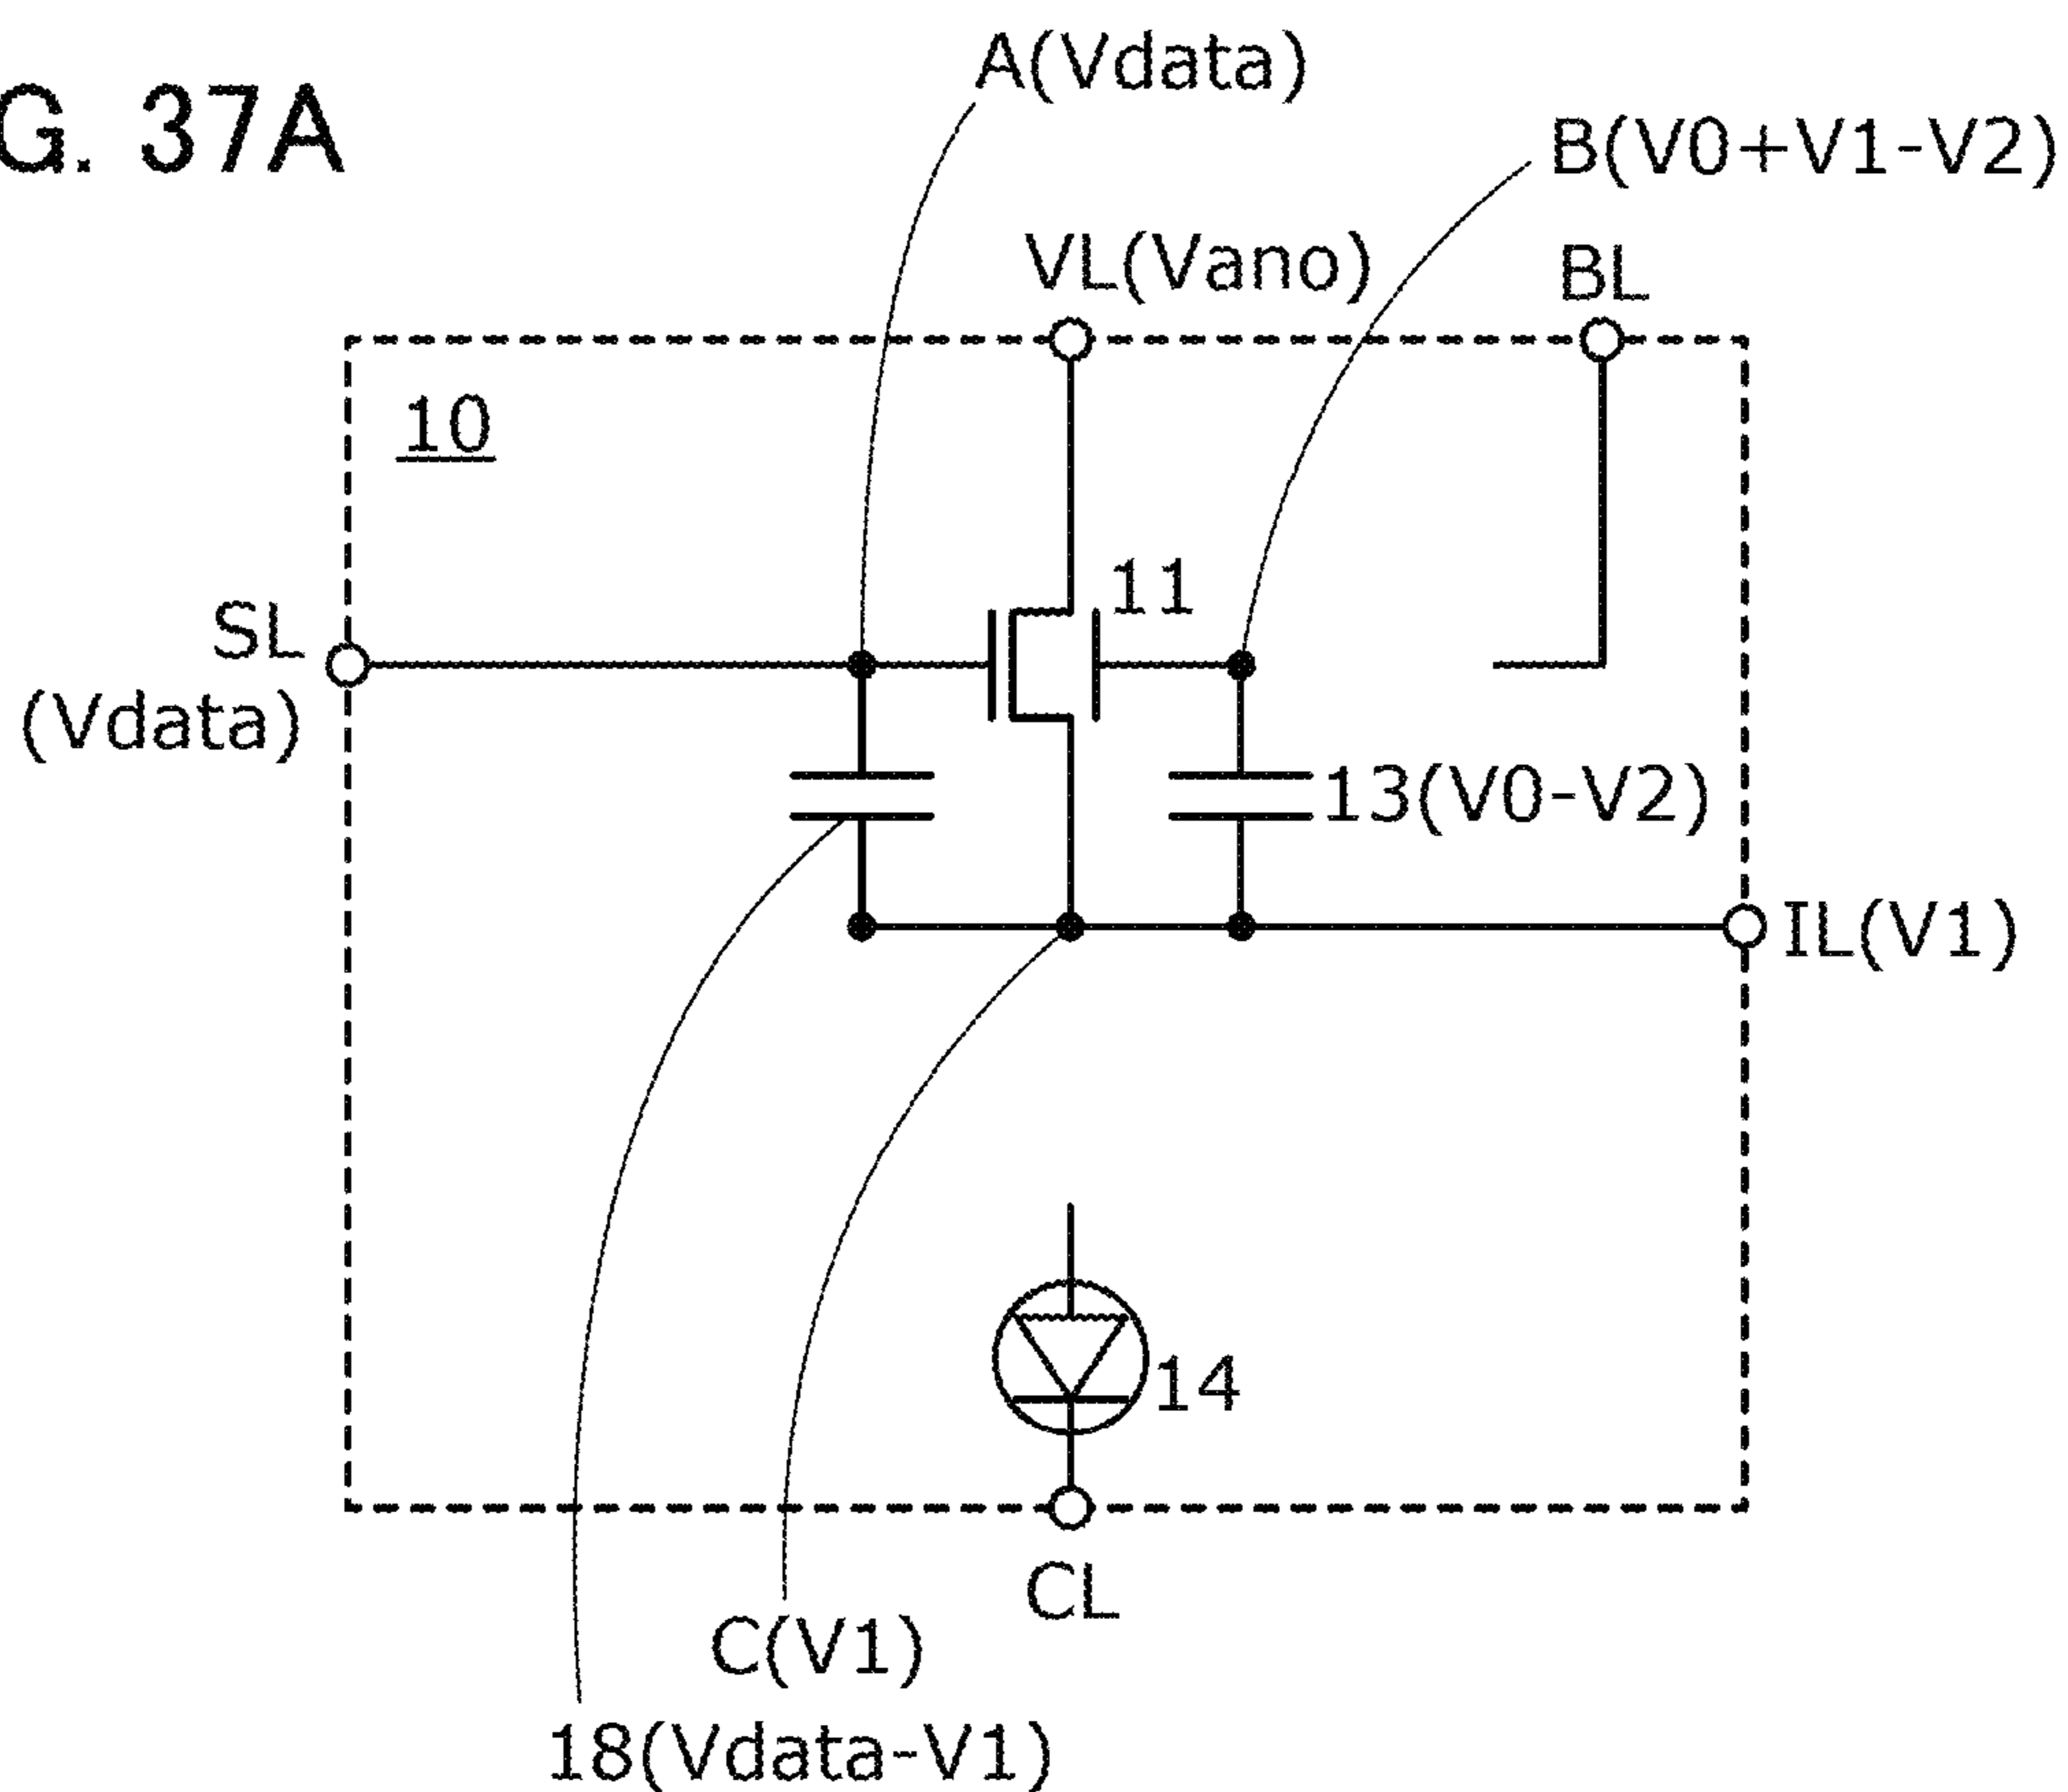 G. 37A
A(Vdata)
B(V0+V1-V2)
VL(Vano)
BL
10
11
SL
(Vdata)
13(V0-V2)
IL(V1)
14
CL
C(V1)
18(Vdata-V1)